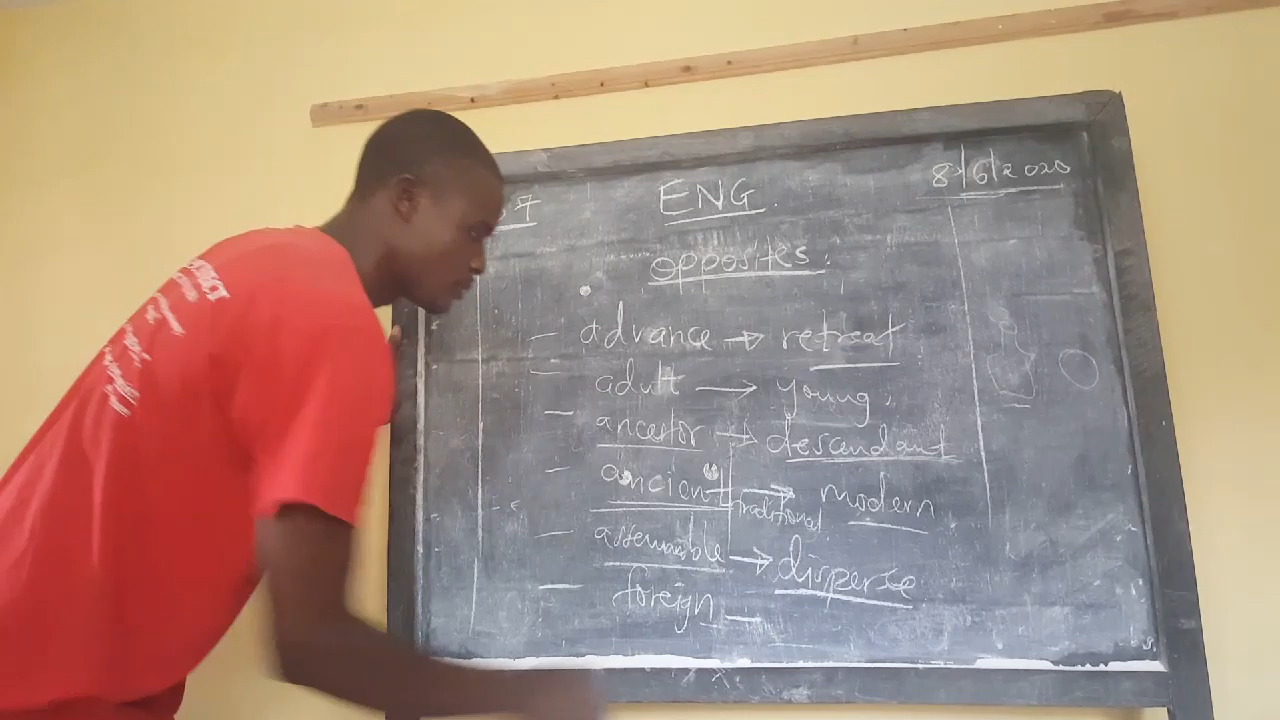 7 ENG. 8/6/2020
opposites.
– advance → retreat
– adult → young.
– ancestor → descendant
– ancient → modern
traditional
– assemble → disperse
– foreign –